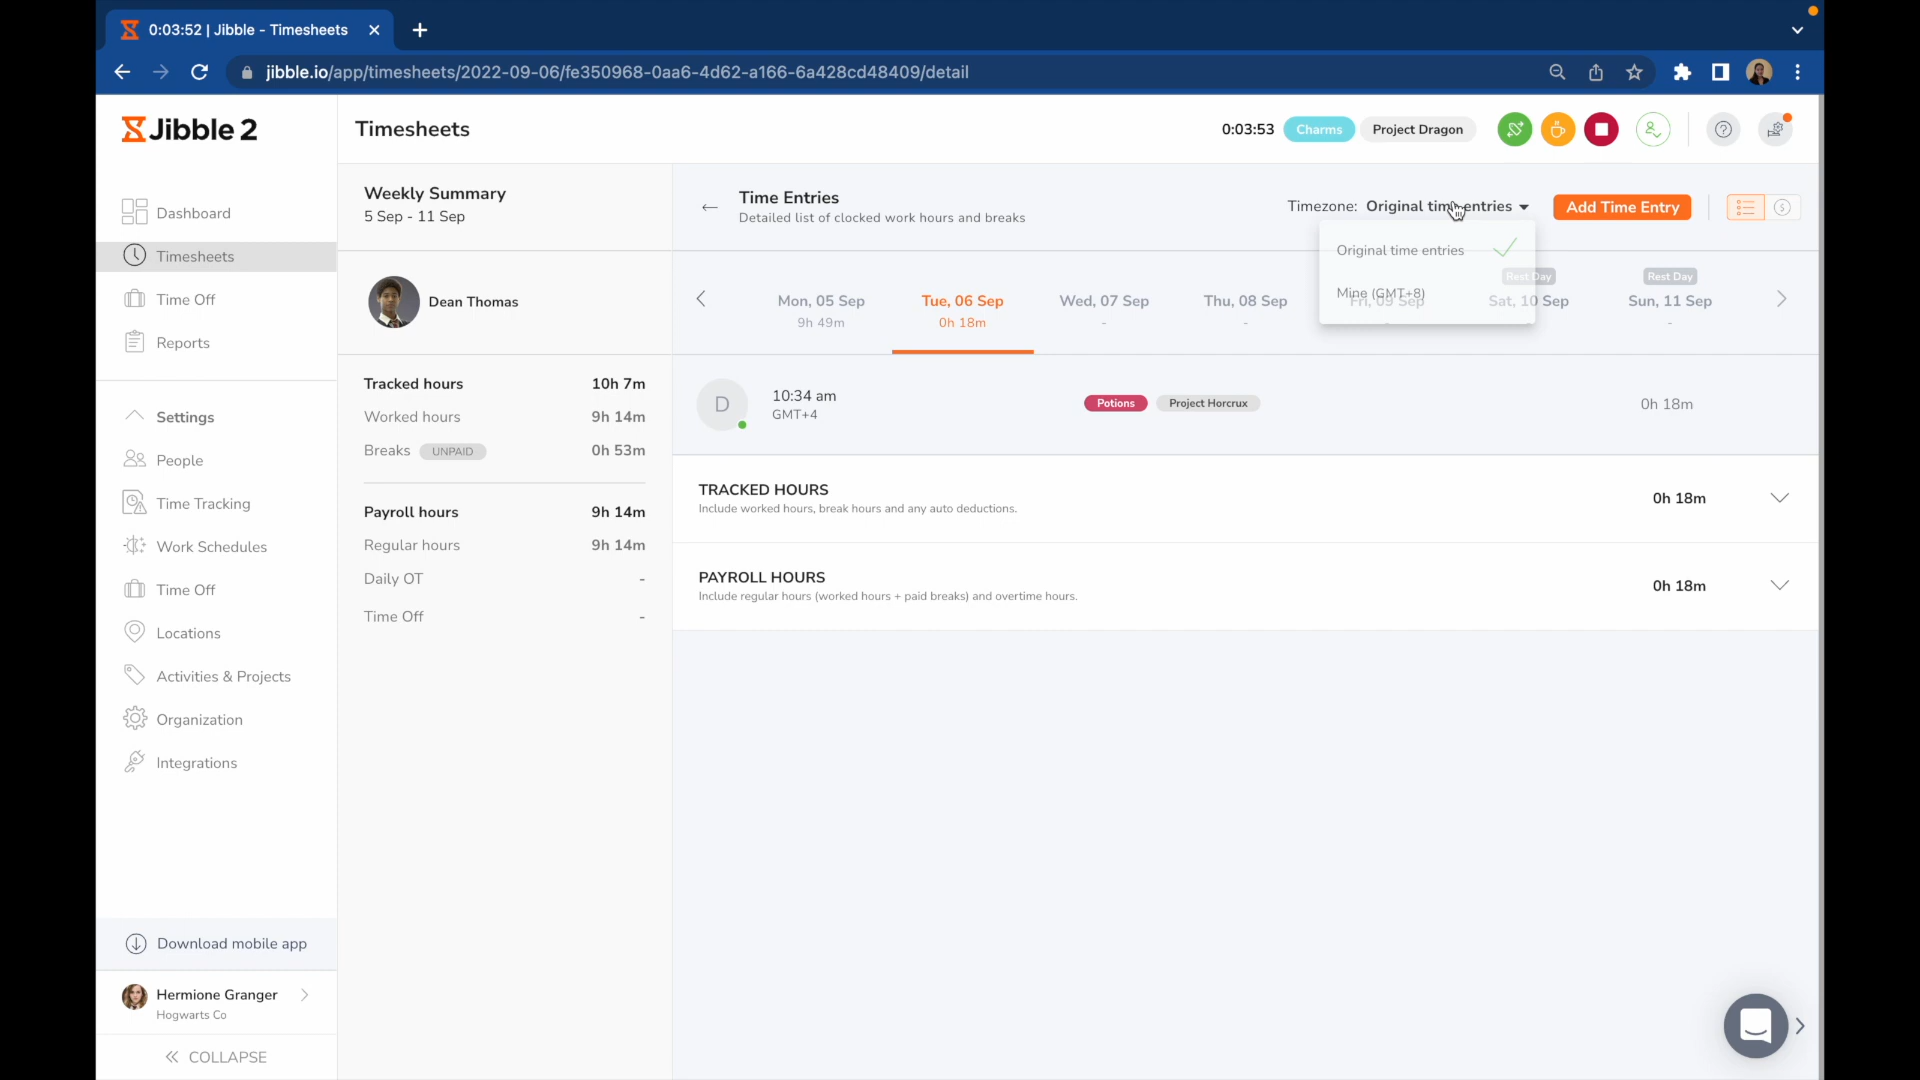 0:03:52 | Jibble - Timesheets
jibble.io/app/timesheets/2022-09-06/fe350968-0aa6-4d62-a166-6a428cd48409/detail
Jibble 2
Timesheets
0:03:53
Charms
Project Dragon
Dashboard
Timesheets
Time Off
Reports
Settings
People
Time Tracking
Work Schedules
Time Off
Locations
Activities & Projects
Organization
Integrations
Download mobile app
Hermione Granger
Hogwarts Co
COLLAPSE
Weekly Summary
5 Sep - 11 Sep
Dean Thomas
Tracked hours 10h 7m
Worked hours 9h 14m
Breaks UNPAID 0h 53m
Payroll hours 9h 14m
Regular hours 9h 14m
Daily OT -
Time Off -
Time Entries
Detailed list of clocked work hours and breaks
Timezone: Original time entries
Add Time Entry
Original time entries
Mine (GMT+8)
Mon, 05 Sep
9h 49m
Tue, 06 Sep
0h 18m
Wed, 07 Sep
-
Thu, 08 Sep
-
Fri, 09 Sep
-
Rest Day
Sat, 10 Sep
-
Rest Day
Sun, 11 Sep
-
D
10:34 am
GMT+4
Potions
Project Horcrux
0h 18m
TRACKED HOURS
Include worked hours, break hours and any auto deductions.
0h 18m
PAYROLL HOURS
Include regular hours (worked hours + paid breaks) and overtime hours.
0h 18m